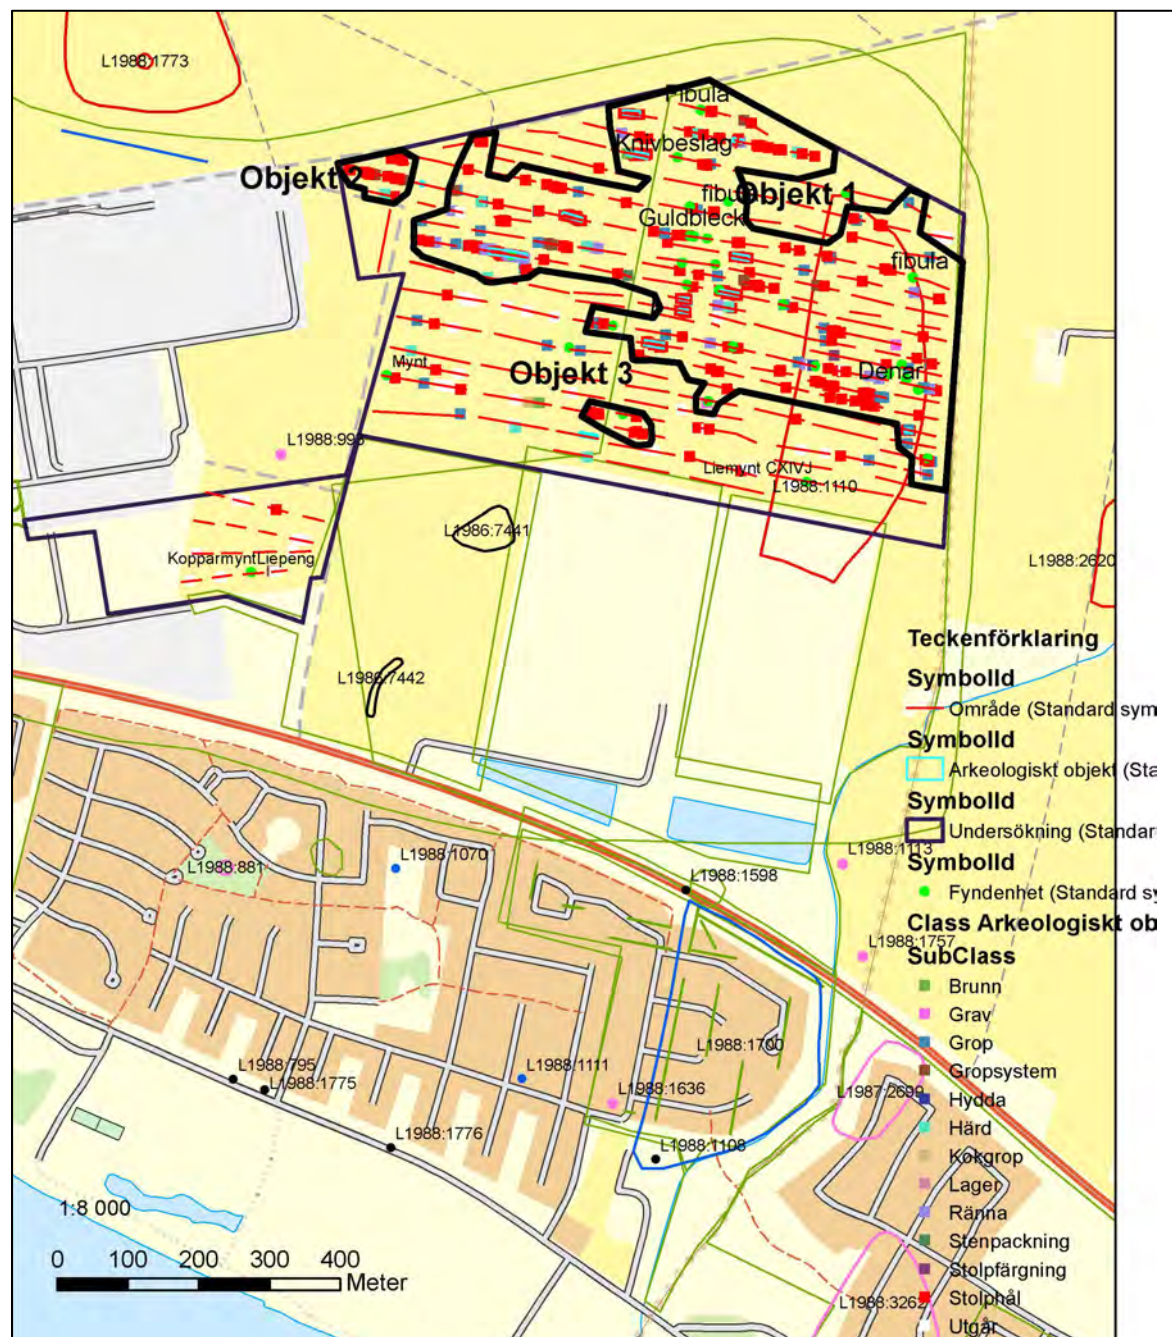 L1988:1773
Fibula
Knivbeslag
Objekt 2
Objekt 1
Guldbleck
fibula
Mynt
Objekt 3
Denar
L1988:99
Liemynt CXIVJ
L1988:1110
L1986:7441
KopparmyntLiepeng
L1988:2620
L1986:7442
Teckenförklaring
SymbolId
Område (Standard sym
SymbolId
Arkeologiskt objekt (Sta
SymbolId
Undersökning (Standard
SymbolId
Fyndenhet (Standard sy
Class Arkeologiskt ob
SubClass
Brunn
Grav
Grop
Gropsystem
Hydda
Härd
Kokgrop
Lager
Ränna
Stenpackning
Stolpfärgning
Stolphål
Utgår
L1988:1113
L1988:1070
L1988:881
L1988:1598
L1988:1757
L1988:1700
L1988:795
L1988:1775
L1988:1111
L1988:1636
L1987:2699
L1988:1776
L1988:1108
L1988:3262
1:8 000
0 100 200 300 400
Meter